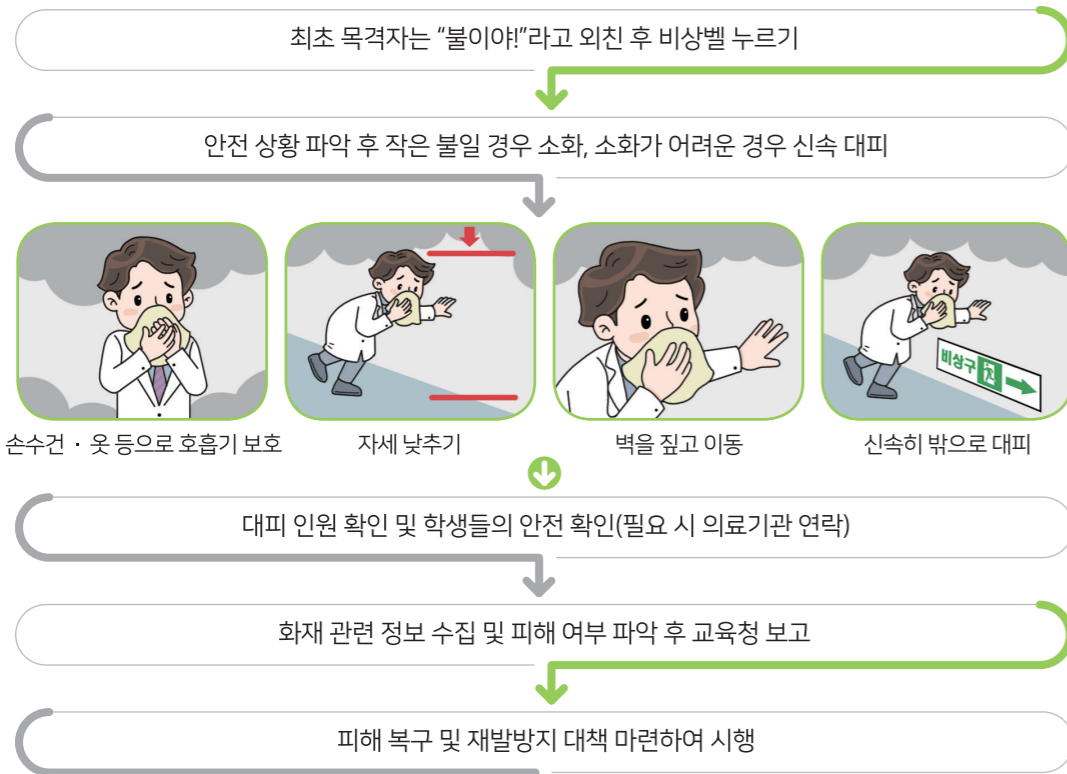 최초 목격자는 “불이야!”라고 외친 후 비상벨 누르기
안전 상황 파악 후 작은 불일 경우 소화, 소화가 어려운 경우 신속 대피
비상구
손수건 · 옷 등으로 호흡기 보호
자세 낮추기
벽을 짚고 이동
신속히 밖으로 대피
대피 인원 확인 및 학생들의 안전 확인(필요 시 의료기관 연락)
화재 관련 정보 수집 및 피해 여부 파악 후 교육청 보고
피해 복구 및 재발방지 대책 마련하여 시행